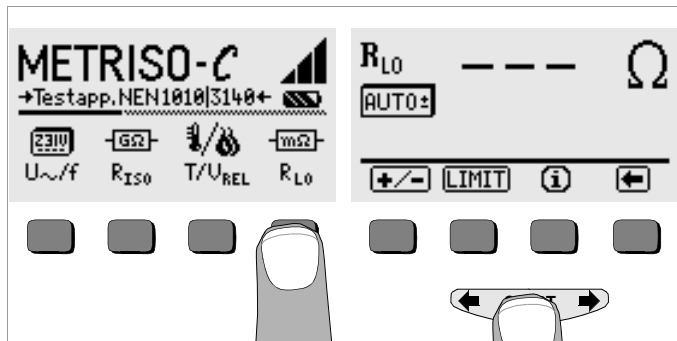 METRISO-C
→Testapp.NEN1010|3140←
230V GΩ mΩ
U~/f RISO T/UREL RLO
RLO --- Ω
AUTO±
+/- LIMIT i